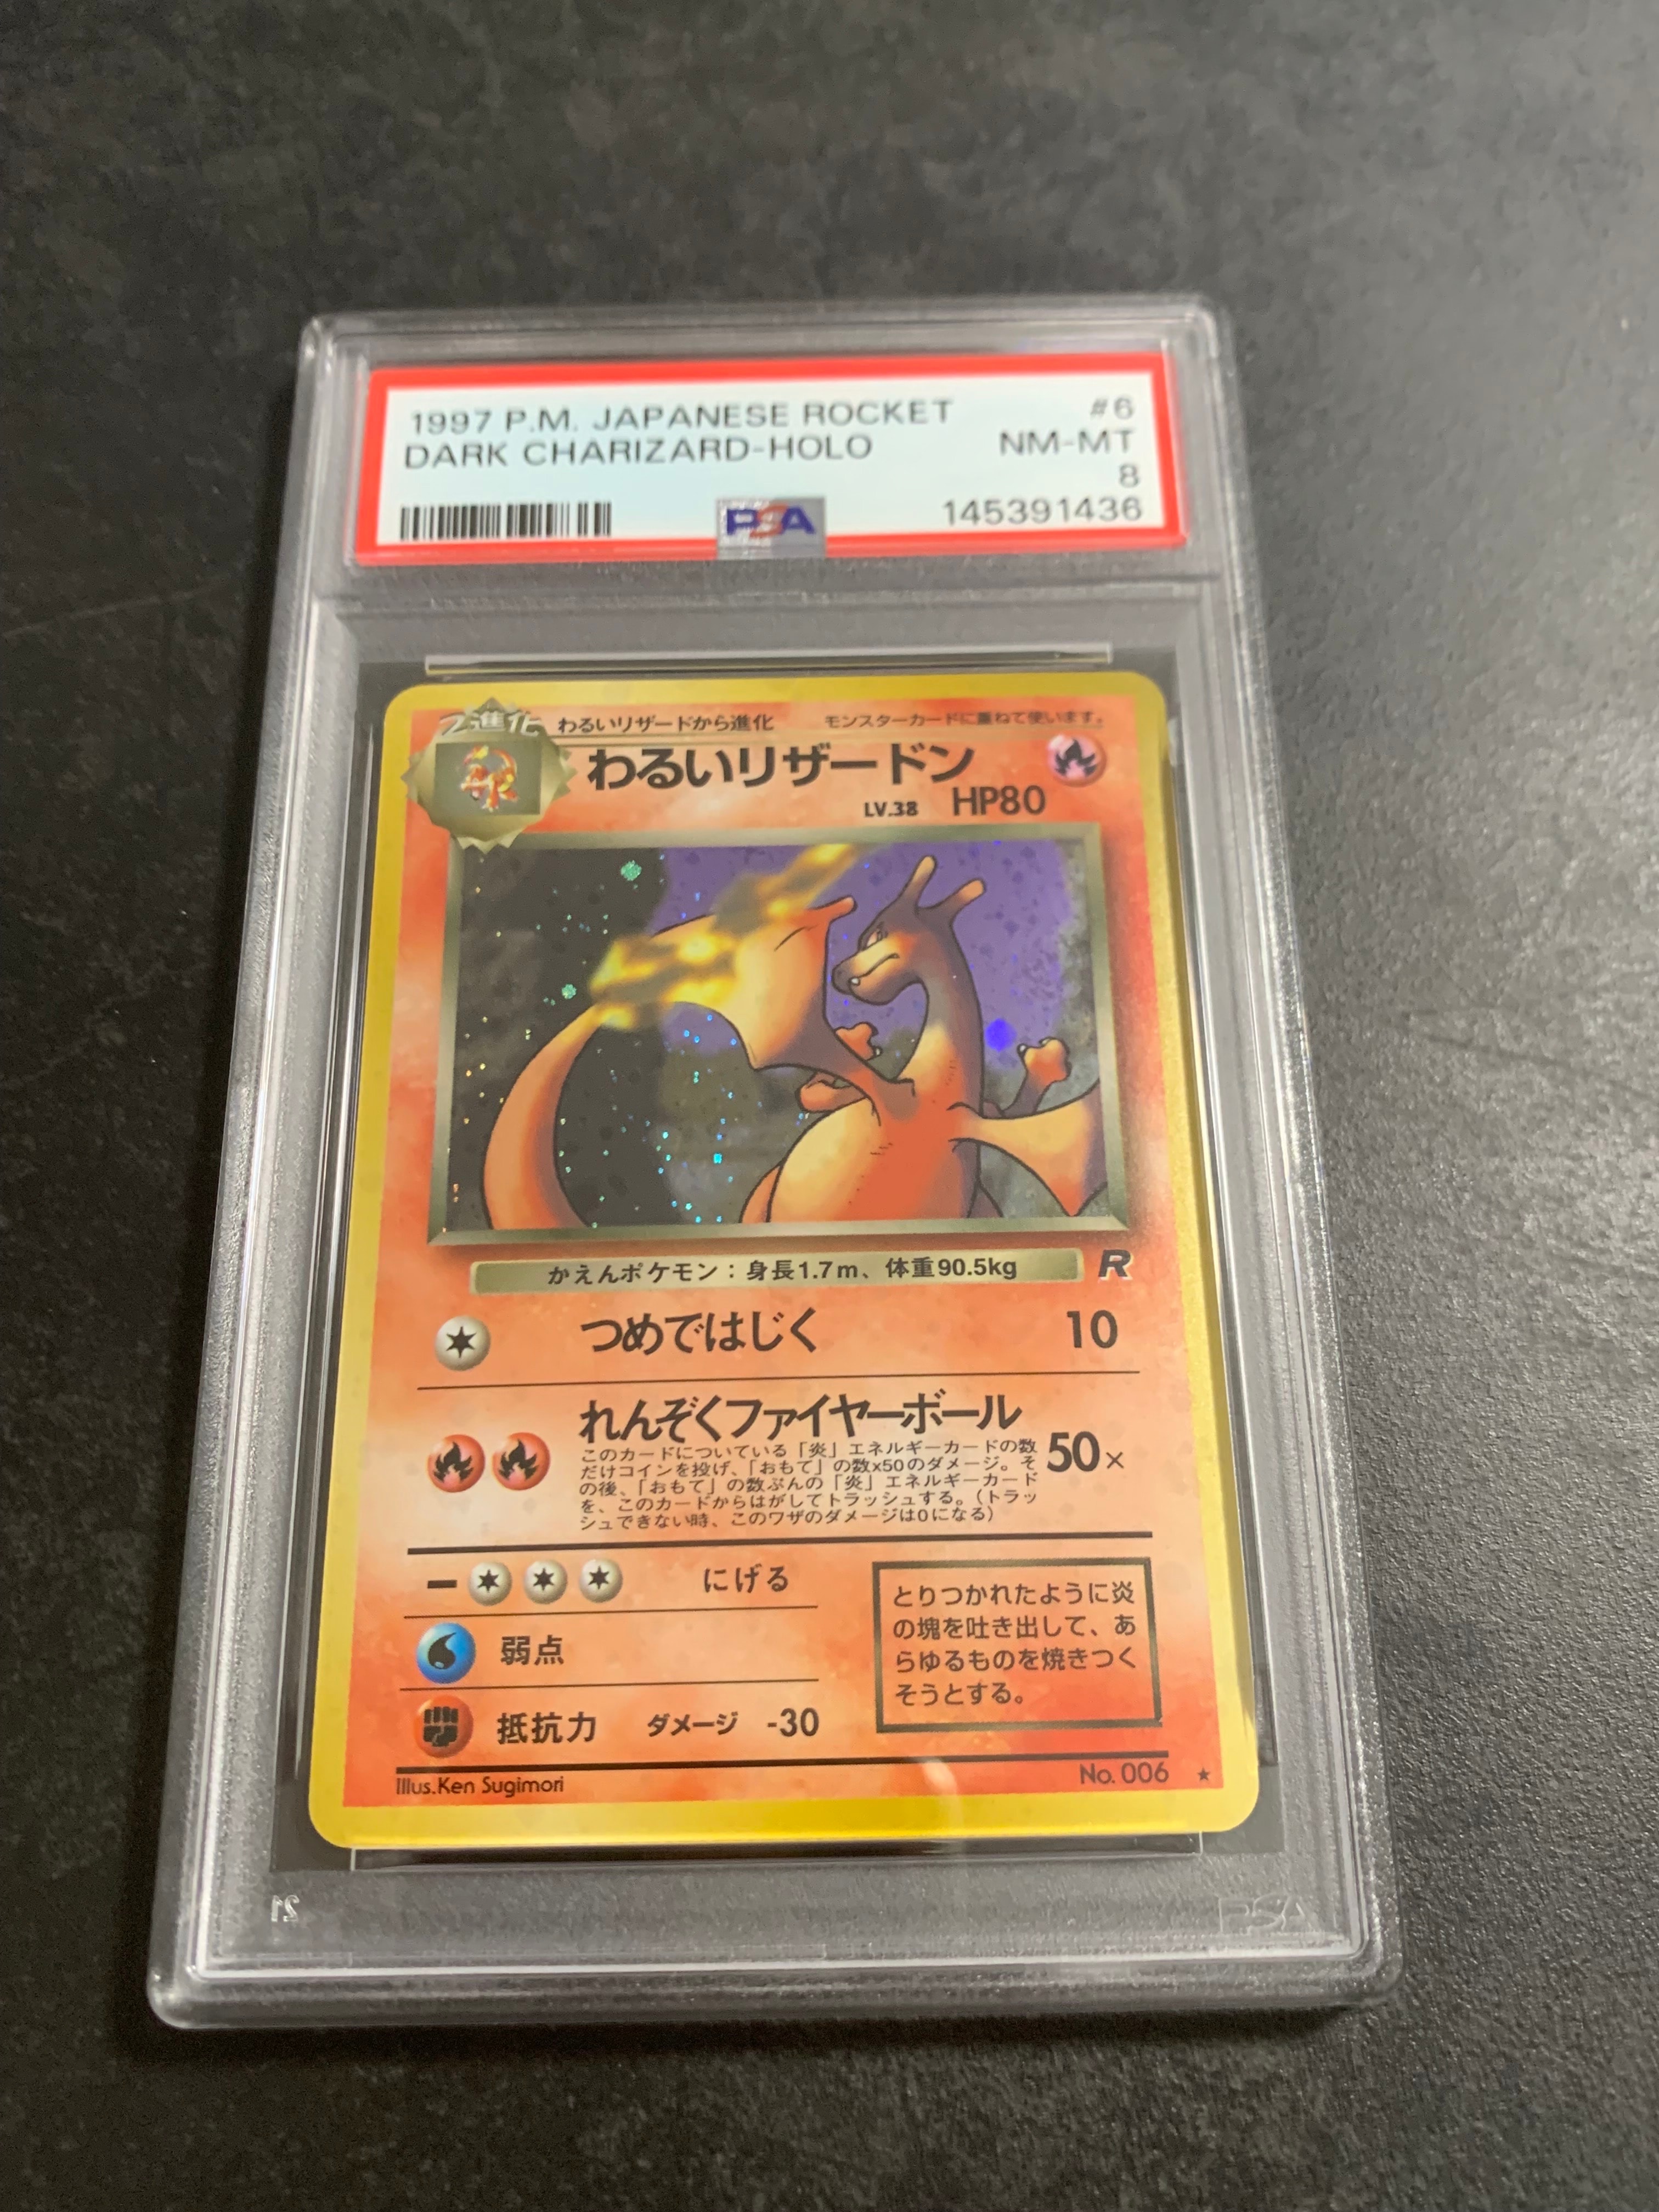 1997 P.M. JAPANESE ROCKET #6
DARK CHARIZARD-HOLO NM-MT
8
PSA 145391436
2進化 わるいリザードから進化 モンスターカードに重ねて使います。
わるいリザードン
LV.38 HP80
かえんポケモン：身長1.7m、体重90.5kg R
つめではじく 10
れんぞくファイヤーボール
このカードについている「炎」エネルギーカードの数
だけコインを投げ、「おもて」の数x50のダメージ。そ
の後、「おもて」の数ぶんの「炎」エネルギーカード
を、このカードからはがしてトラッシュする。（トラッ
シュできない時、このワザのダメージは0になる）
50×
にげる
弱点
抵抗力 ダメージ -30
とりつかれたように炎
の塊を吐き出して、あ
らゆるものを焼きつく
そうとする。
Illus.Ken Sugimori No. 006 ★
21 PSA